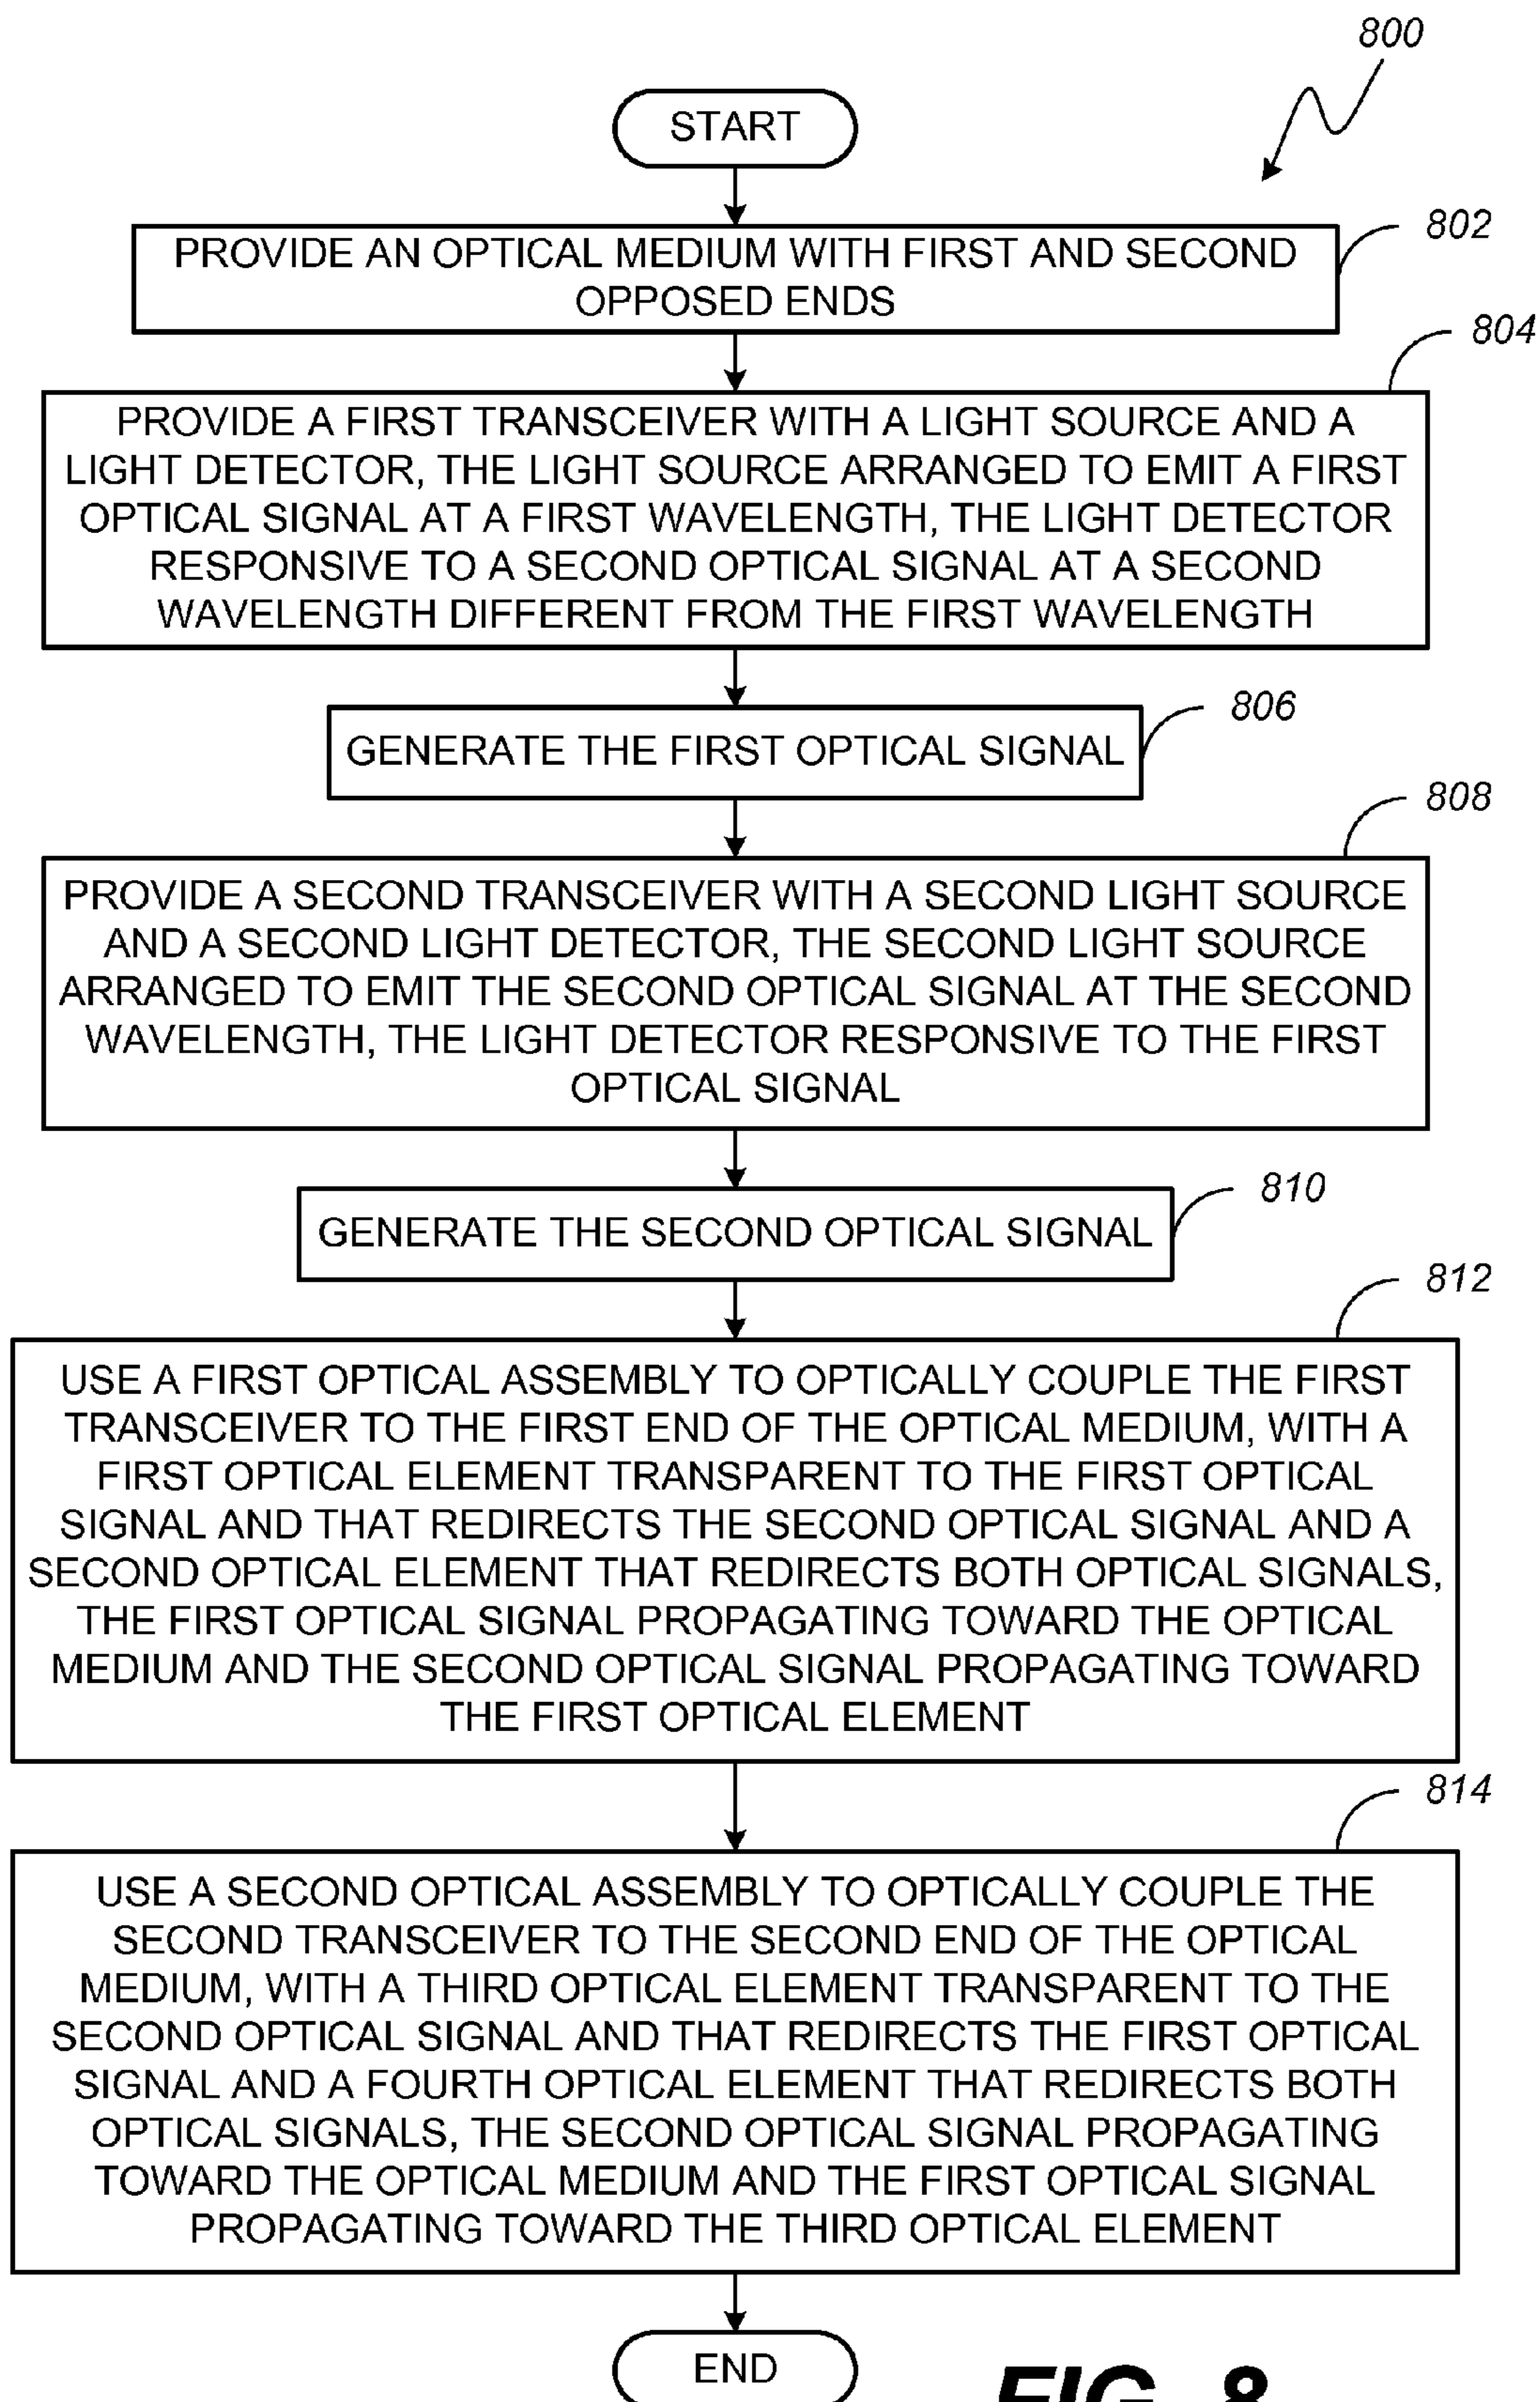 800
START
802
PROVIDE AN OPTICAL MEDIUM WITH FIRST AND SECOND
OPPOSED ENDS
804
PROVIDE A FIRST TRANSCEIVER WITH A LIGHT SOURCE AND A
LIGHT DETECTOR, THE LIGHT SOURCE ARRANGED TO EMIT A FIRST
OPTICAL SIGNAL AT A FIRST WAVELENGTH, THE LIGHT DETECTOR
RESPONSIVE TO A SECOND OPTICAL SIGNAL AT A SECOND
WAVELENGTH DIFFERENT FROM THE FIRST WAVELENGTH
806
GENERATE THE FIRST OPTICAL SIGNAL
808
PROVIDE A SECOND TRANSCEIVER WITH A SECOND LIGHT SOURCE
AND A SECOND LIGHT DETECTOR, THE SECOND LIGHT SOURCE
ARRANGED TO EMIT THE SECOND OPTICAL SIGNAL AT THE SECOND
WAVELENGTH, THE LIGHT DETECTOR RESPONSIVE TO THE FIRST
OPTICAL SIGNAL
810
GENERATE THE SECOND OPTICAL SIGNAL
812
USE A FIRST OPTICAL ASSEMBLY TO OPTICALLY COUPLE THE FIRST
TRANSCEIVER TO THE FIRST END OF THE OPTICAL MEDIUM, WITH A
FIRST OPTICAL ELEMENT TRANSPARENT TO THE FIRST OPTICAL
SIGNAL AND THAT REDIRECTS THE SECOND OPTICAL SIGNAL AND A
SECOND OPTICAL ELEMENT THAT REDIRECTS BOTH OPTICAL SIGNALS,
THE FIRST OPTICAL SIGNAL PROPAGATING TOWARD THE OPTICAL
MEDIUM AND THE SECOND OPTICAL SIGNAL PROPAGATING TOWARD
THE FIRST OPTICAL ELEMENT
814
USE A SECOND OPTICAL ASSEMBLY TO OPTICALLY COUPLE THE
SECOND TRANSCEIVER TO THE SECOND END OF THE OPTICAL
MEDIUM, WITH A THIRD OPTICAL ELEMENT TRANSPARENT TO THE
SECOND OPTICAL SIGNAL AND THAT REDIRECTS THE FIRST OPTICAL
SIGNAL AND A FOURTH OPTICAL ELEMENT THAT REDIRECTS BOTH
OPTICAL SIGNALS, THE SECOND OPTICAL SIGNAL PROPAGATING
TOWARD THE OPTICAL MEDIUM AND THE FIRST OPTICAL SIGNAL
PROPAGATING TOWARD THE THIRD OPTICAL ELEMENT
END
FIG. 8